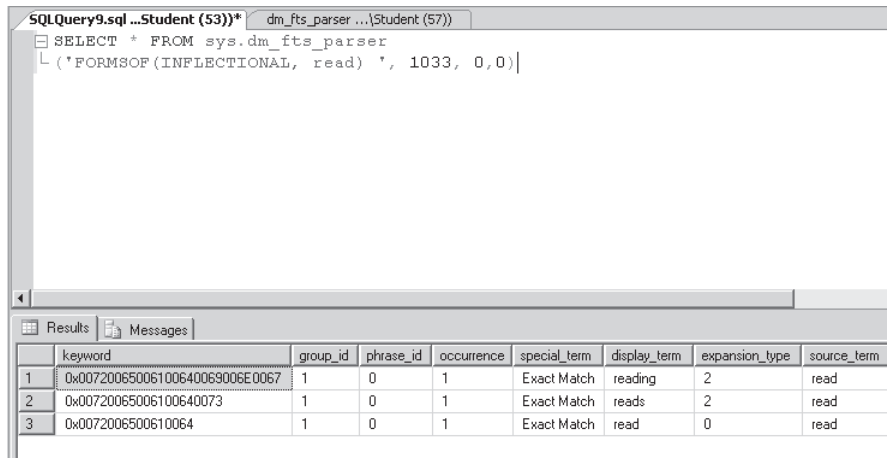 SQLQuery9.sql ...Student (53))* dm_fts_parser ...\Student (57))
SELECT * FROM sys.dm_fts_parser
('FORMSOF(INFLECTIONAL, read) ', 1033, 0,0)
Results Messages
keyword group_id phrase_id occurrence special_term display_term expansion_type source_term
1 0x00720065006100640069006E0067 1 0 1 Exact Match reading 2 read
2 0x00720065006100640073 1 0 1 Exact Match reads 2 read
3 0x0072006500610064 1 0 1 Exact Match read 0 read